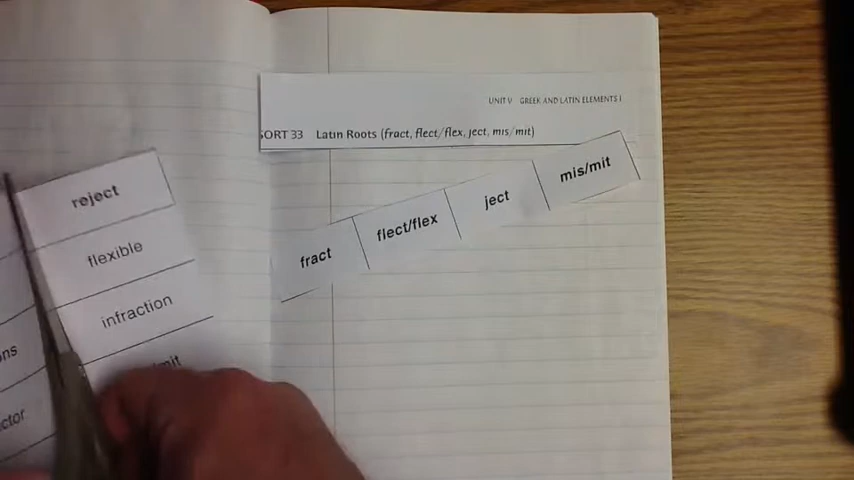 UNIT V GREEK AND LATIN ELEMENTS I
SORT 33 Latin Roots (fract, flect/flex, ject, mis/mit)
fract flect/flex ject mis/mit
reject
flexible
infraction